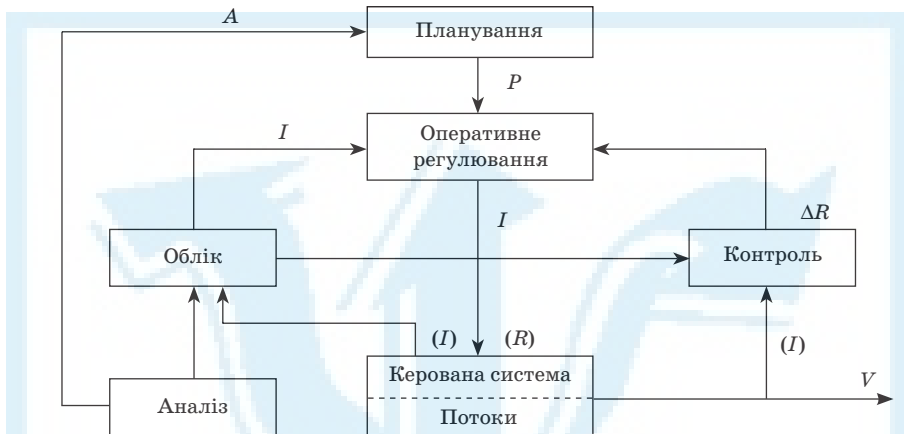 A
Планування
P
Оперативне
регулювання
I
I
ΔR
Облік
Контроль
(I)
(R)
(I)
Керована система
V
Аналіз
Потоки